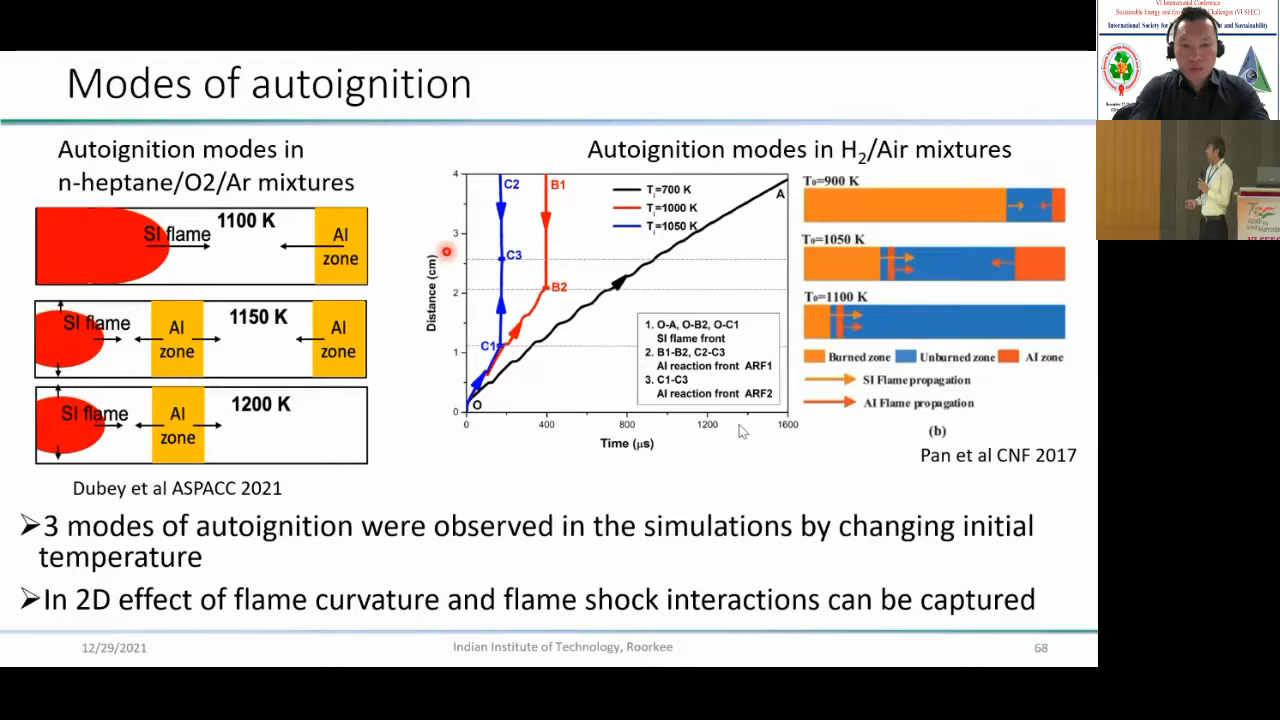 Modes of autoignition
Autoignition modes in
n-heptane/O2/Ar mixtures
1100 K
SI flame
AI
zone
SI flame
AI
zone
1150 K
AI
zone
SI flame
AI
zone
1200 K
Dubey et al ASPACC 2021
Autoignition modes in H2/Air mixtures
Distance (cm)
4
3
2
1
0
0
400
800
1200
1600
Time (μs)
C2
B1
C3
B2
C1
O
A
Ti=700 K
Ti=1000 K
Ti=1050 K
1. O-A, O-B2, O-C1
SI flame front
2. B1-B2, C2-C3
AI reaction front ARF1
3. C1-C3
AI reaction front ARF2
T0=900 K
T0=1050 K
T0=1100 K
Burned zone
Unburned zone
AI zone
SI Flame propagation
AI Flame propagation
(b)
Pan et al CNF 2017
➢3 modes of autoignition were observed in the simulations by changing initial
temperature
➢In 2D effect of flame curvature and flame shock interactions can be captured
12/29/2021
Indian Institute of Technology, Roorkee
68
VI International Conference
Sustainable Energy and
Challenges (VI SEEC)
International Society for
and Sustainability